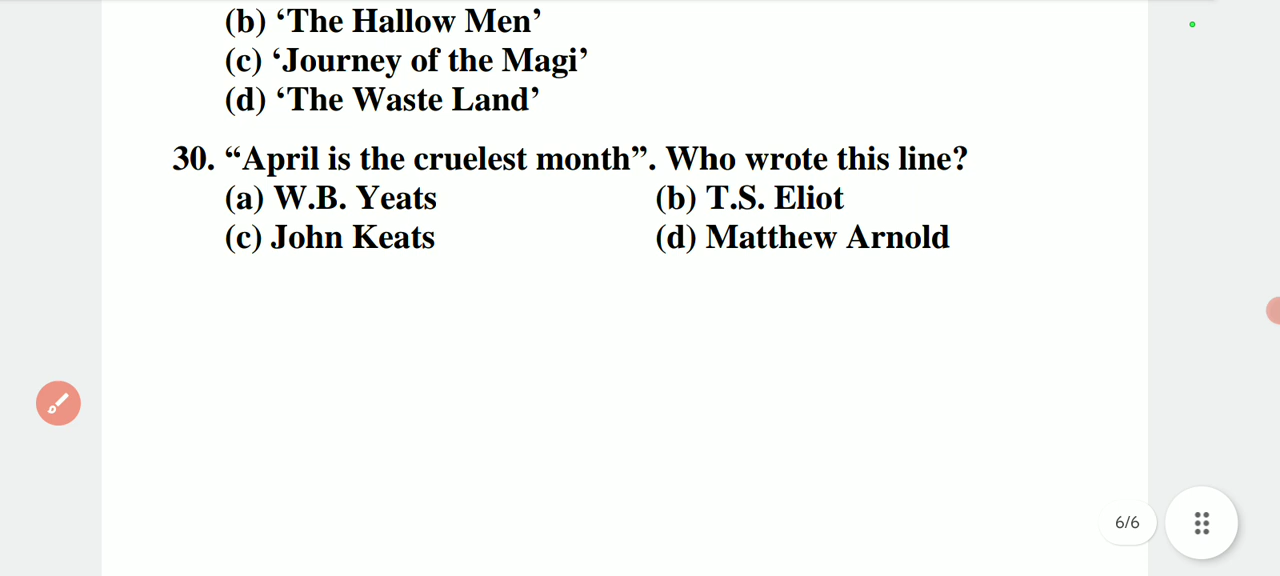 (b) ‘The Hallow Men’
(c) ‘Journey of the Magi’
(d) ‘The Waste Land’
30. “April is the cruelest month”. Who wrote this line?
(a) W.B. Yeats (b) T.S. Eliot
(c) John Keats (d) Matthew Arnold
6/6